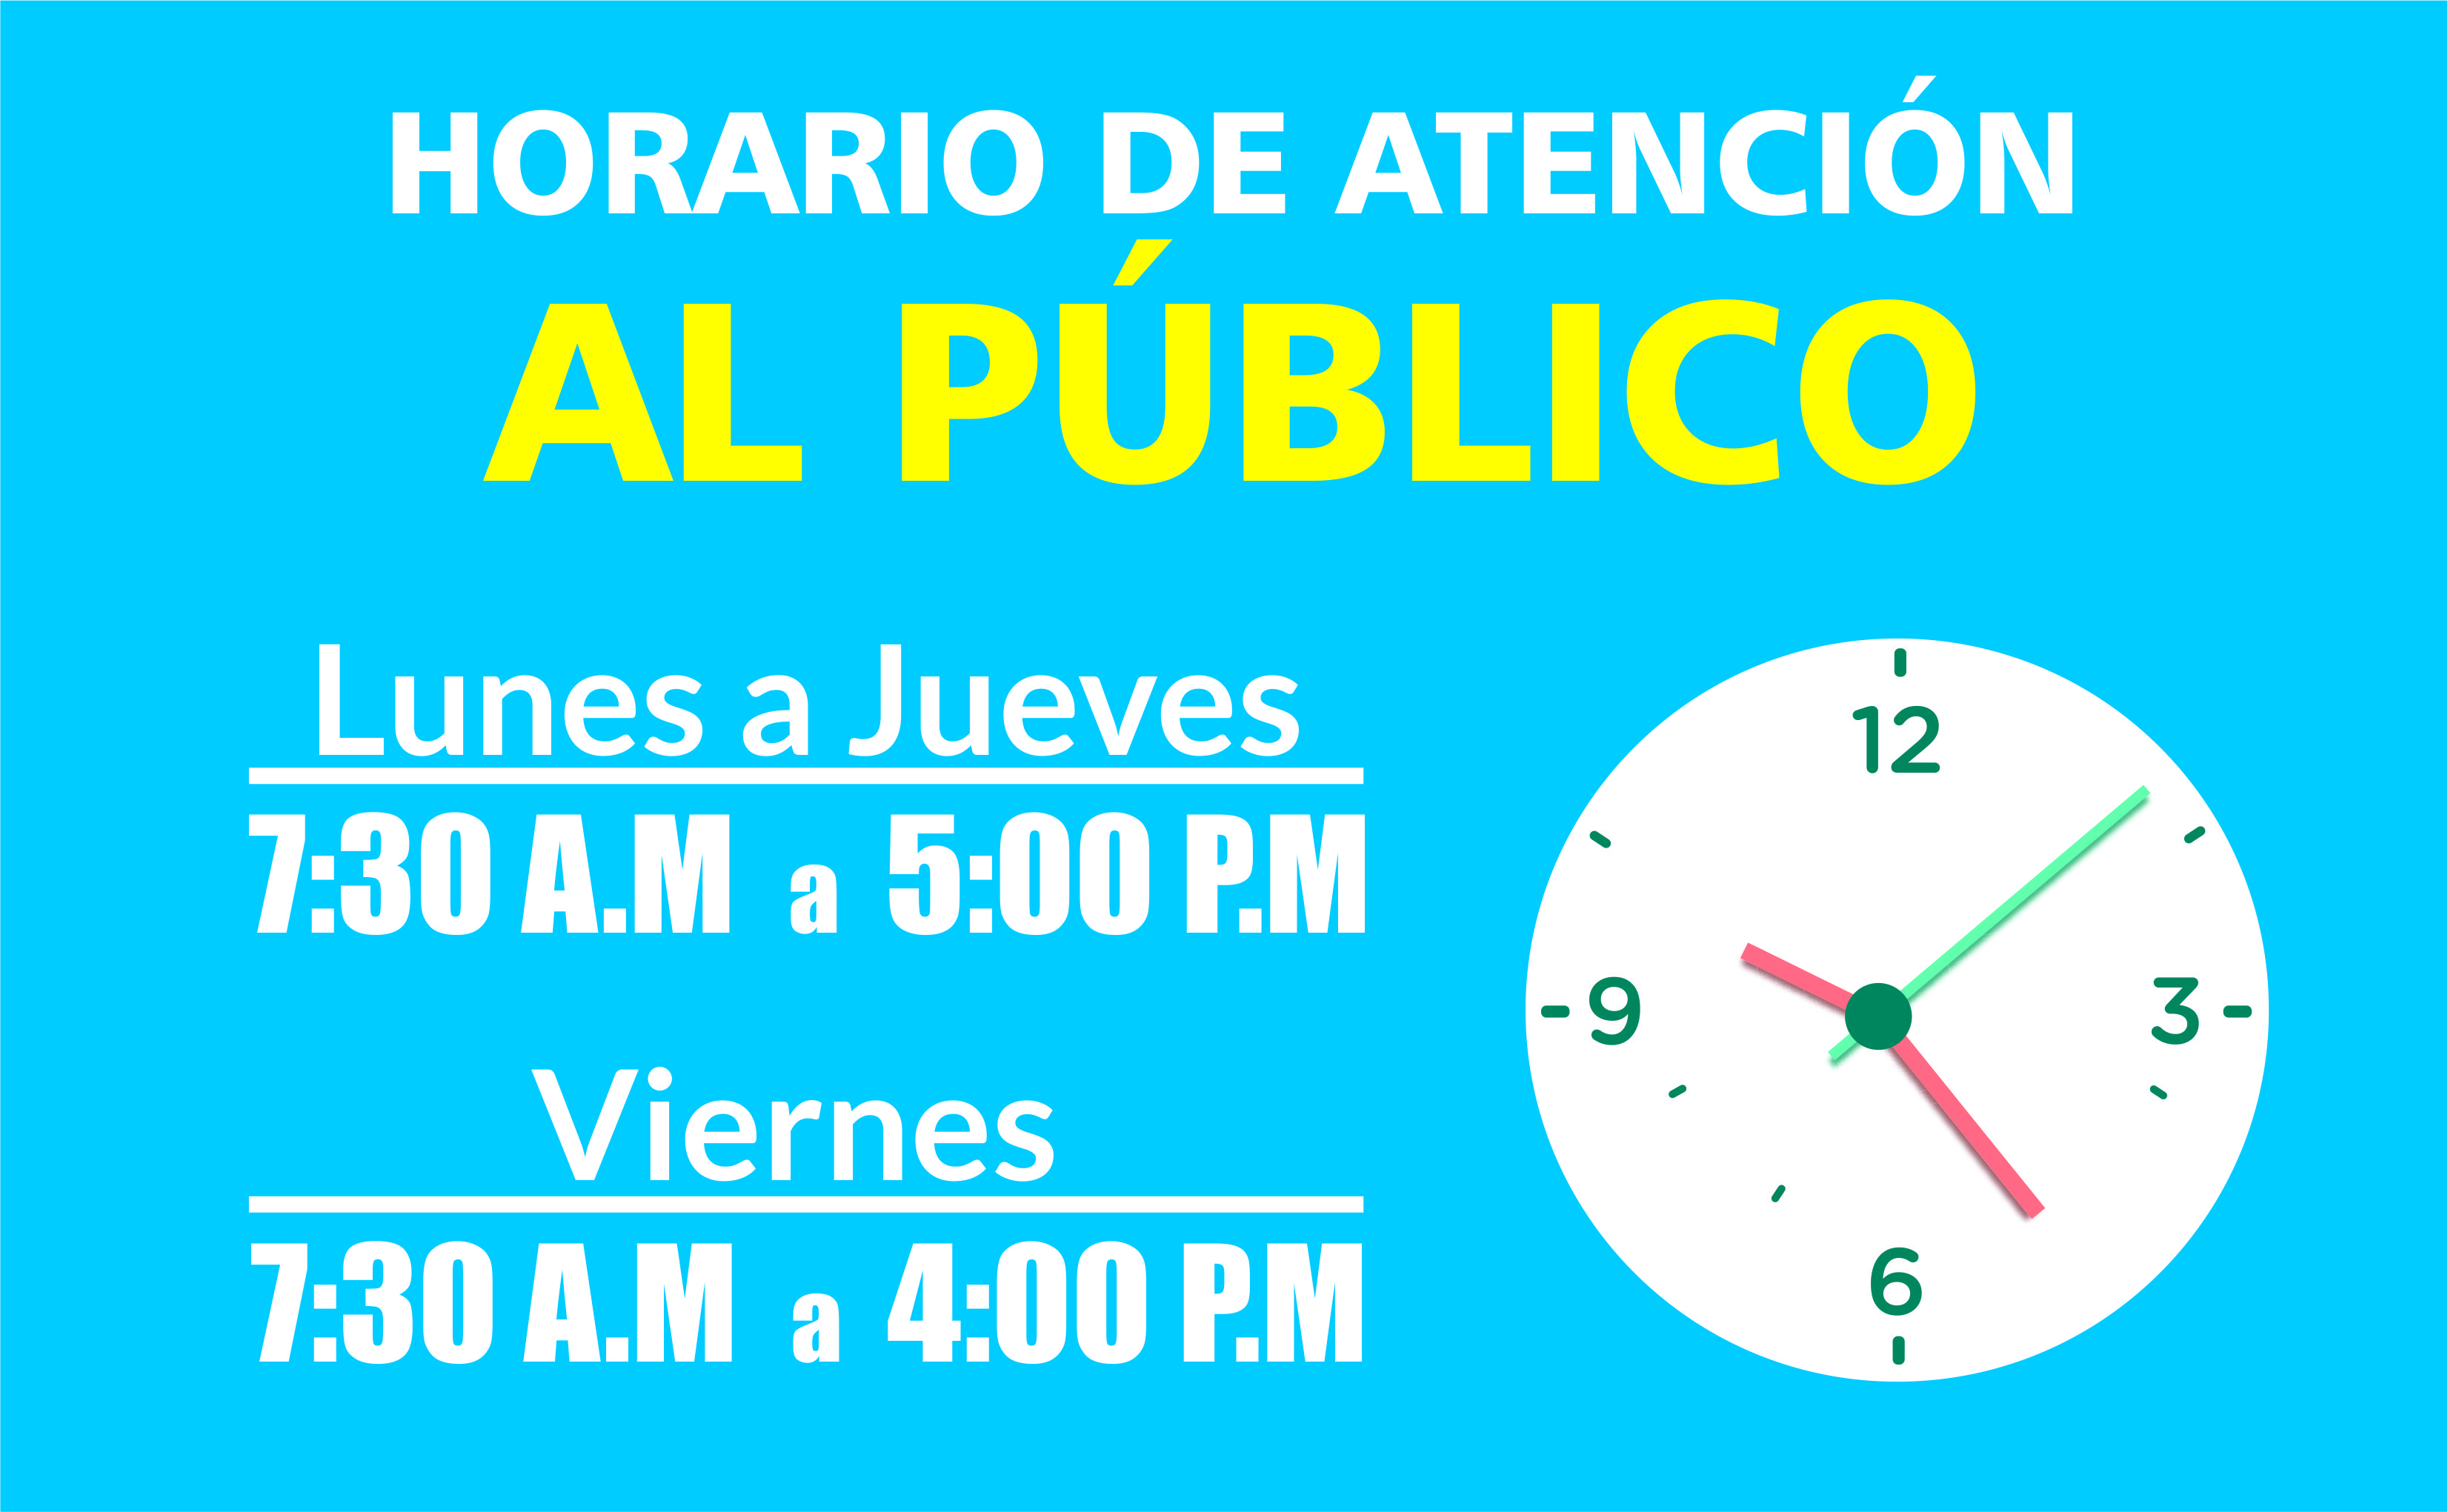 HORARIO DE ATENCIÓN
AL PÚBLICO
Lunes a Jueves
7:30 A.M a 5:00 P.M
Viernes
7:30 A.M a 4:00 P.M
12
9
3
6